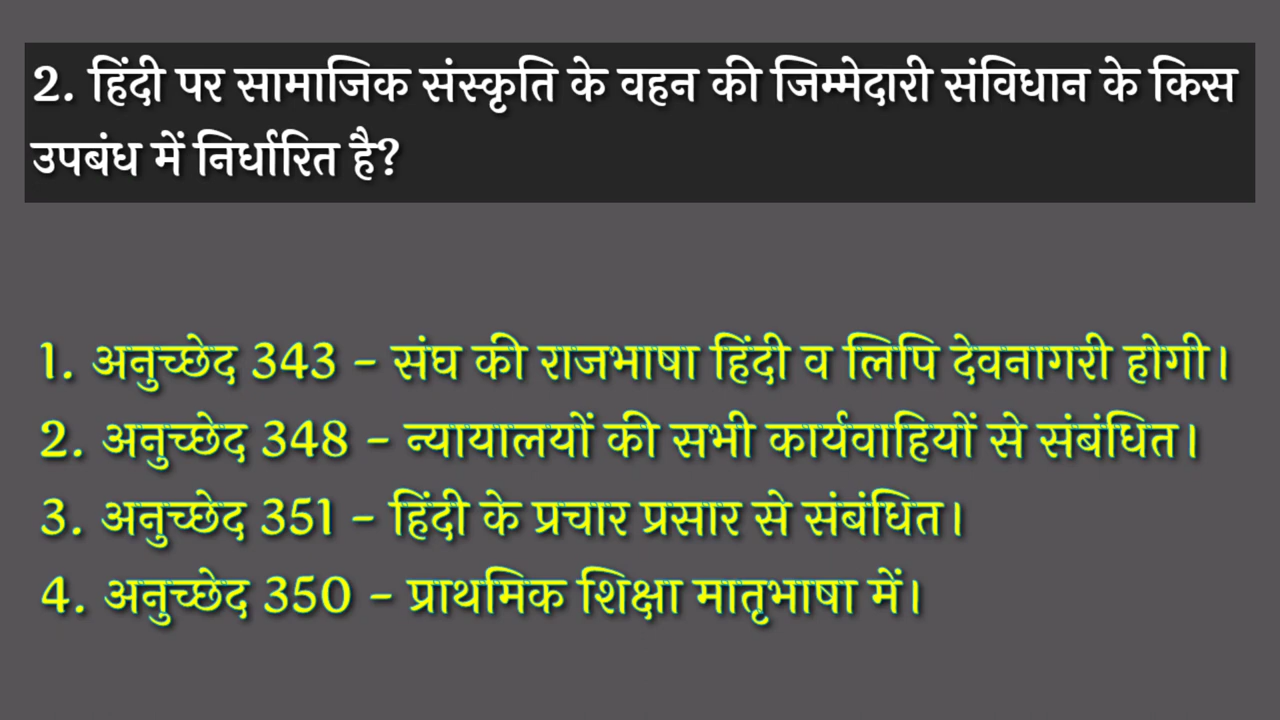 2. हिंदी पर सामाजिक संस्कृति के वहन की जिम्मेदारी संविधान के किस
उपबंध में निर्धारित है?
1. अनुच्छेद 343 - संघ की राजभाषा हिंदी व लिपि देवनागरी होगी।
2. अनुच्छेद 348 - न्यायालयों की सभी कार्यवाहियों से संबंधित।
3. अनुच्छेद 351 - हिंदी के प्रचार प्रसार से संबंधित।
4. अनुच्छेद 350 - प्राथमिक शिक्षा मातृभाषा में।